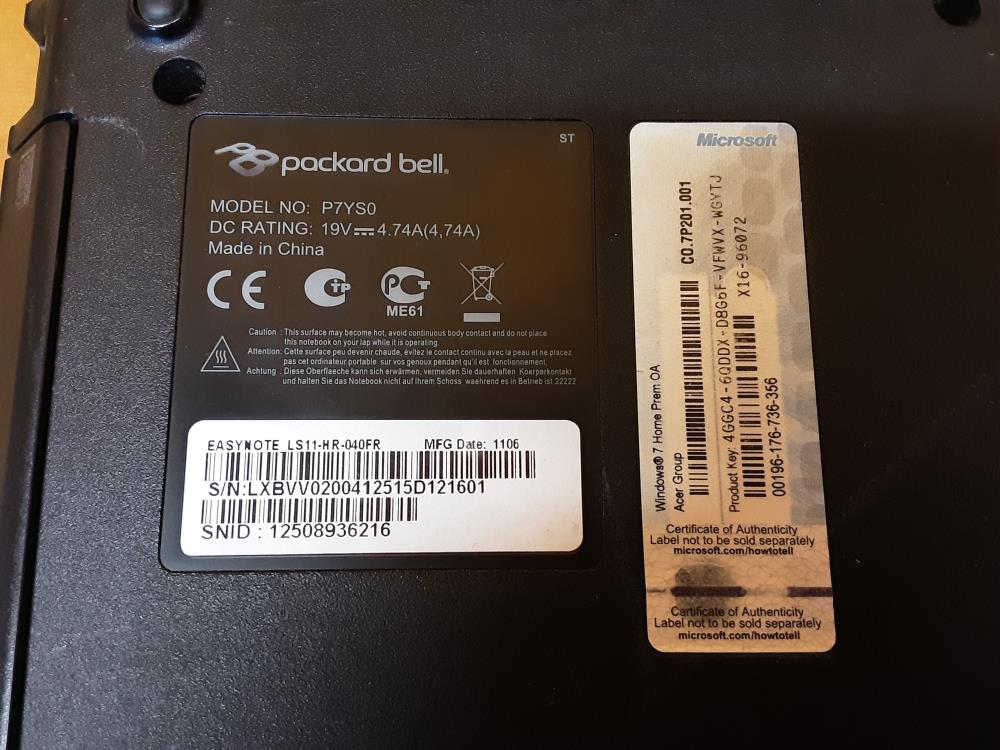 ST
packard bell®
MODEL NO: P7YS0
DC RATING: 19V⎓4.74A(4,74A)
Made in China
CE
ME61
Caution : This surface may become hot, avoid continuous body contact and do not place
this notebook on your lap while it is operating.
Attention: Cette surface peu devenir chaude, évitez le contact continu avec la peau et ne placez
pas cet ordinateur portable sur vos genoux pendant qu'il est fonctionnement.
Achtung : Diese Oberflaeche kann sich erwärmen, vermeiden Sie dauerhaften Koerperkontakt
und halten Sie das Notebook nicht auf Ihrem Schoss waehrend es in Betrieb ist.22222
EASYNOTE LS11-HR-040FR MFG Date: 1106
S/N:LXBVV0200412515D121601
SNID : 12508936216
Microsoft
Windows® 7 Home Prem OA
Acer Group
CO.7P201.001
Product Key: 4GGC4-6QDDX-D8G6F-VFWVX-WGYTJ
X16-96072
00196-176-736-356
Certificate of Authenticity
Label not to be sold separately
microsoft.com/howtotell
Certificate of Authenticity
Label not to be sold separately
microsoft.com/howtotell